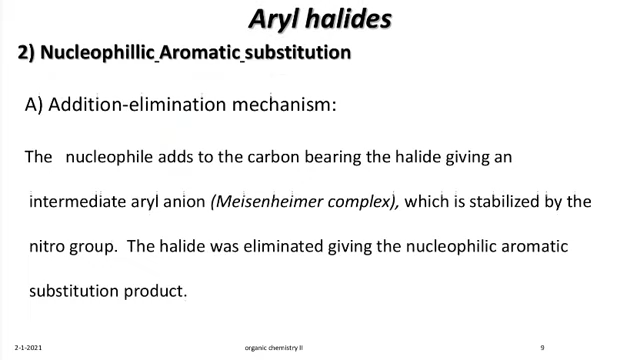 Aryl halides
2) Nucleophillic Aromatic substitution
A) Addition-elimination mechanism:
The nucleophile adds to the carbon bearing the halide giving an
intermediate aryl anion (Meisenheimer complex), which is stabilized by the
nitro group. The halide was eliminated giving the nucleophilic aromatic
substitution product.
2-1-2021 organic chemistry II 9